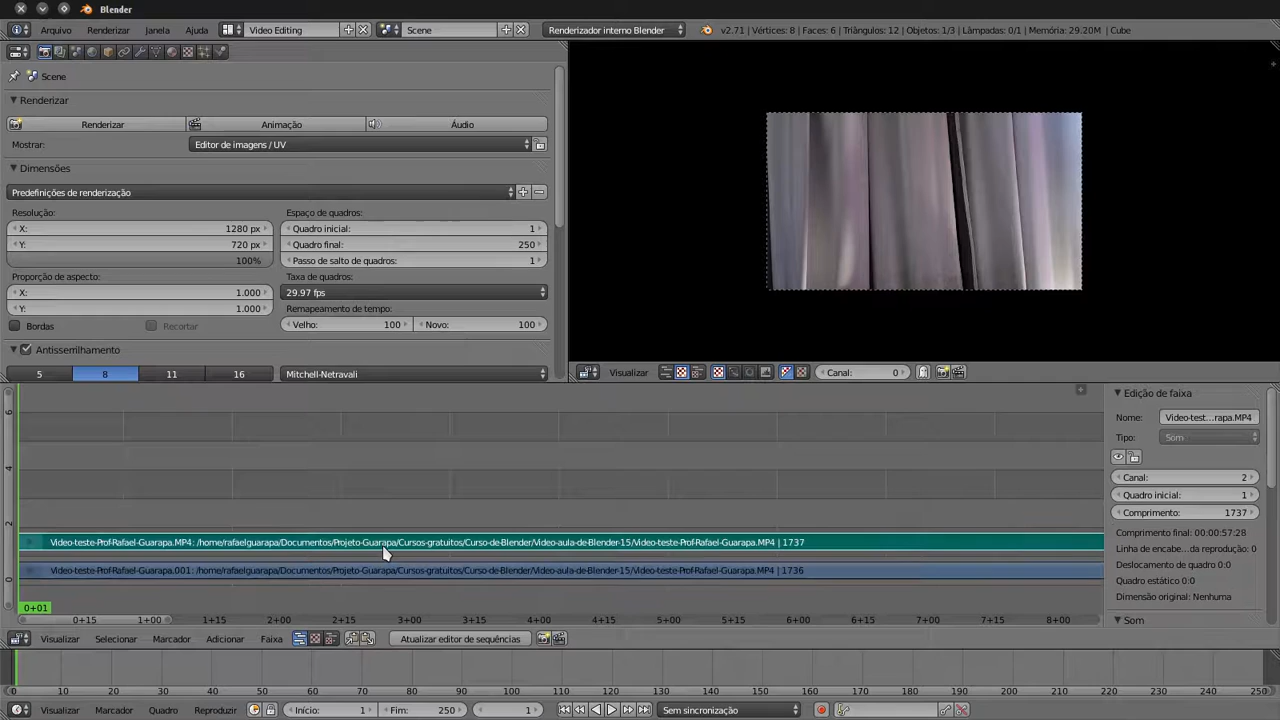 Blender
Arquivo Renderizar Janela Ajuda Video Editing Scene Renderizador interno Blender v2.71 | Vértices: 8 | Faces: 6 | Triângulos: 12 | Objetos: 1/3 | Lâmpadas: 0/1 | Memória: 29.20M | Cube
Scene
Renderizar
Renderizar Animação Áudio
Mostrar: Editor de imagens / UV
Dimensões
Predefinições de renderização
Resolução: Espaço de quadros:
X: 1280 px Quadro inicial: 1
Y: 720 px Quadro final: 250
100% Passo de salto de quadros: 1
Proporção de aspecto: Taxa de quadros:
X: 1.000 29.97 fps
Y: 1.000 Remapeamento de tempo:
Bordas Recortar Velho: 100 Novo: 100
Antisserrilhamento
5 8 11 16 Mitchell-Netravali
Visualizar Canal: 0
6
4
2
0
Video-teste-Prof-Rafael-Guarapa.MP4: /home/rafaelguarapa/Documentos/Projeto-Guarapa/Cursos-gratuitos/Curso-de-Blender/Video-aula-de-Blender-15/Video-teste-Prof-Rafael-Guarapa.MP4 | 1737
Video-teste-Prof-Rafael-Guarapa.001: /home/rafaelguarapa/Documentos/Projeto-Guarapa/Cursos-gratuitos/Curso-de-Blender/Video-aula-de-Blender-15/Video-teste-Prof-Rafael-Guarapa.MP4 | 1736
0+01
0+15 1+00 1+15 2+00 2+15 3+00 3+15 4+00 4+15 5+00 5+15 6+00 6+15 7+00 7+15 8+00
Edição de faixa
Nome: Video-test...rapa.MP4
Tipo: Som
Canal: 2
Quadro inicial: 1
Comprimento: 1737
Comprimento final: 00:00:57:28
Linha de encabe...da reprodução: 0
Deslocamento de quadro 0:0
Quadro estático 0:0
Dimensão original: Nenhuma
Som
Visualizar Selecionar Marcador Adicionar Faixa Atualizar editor de sequências
0 10 20 30 40 50 60 70 80 90 100 110 120 130 140 150 160 170 180 190 200 210 220 230 240 250
Visualizar Marcador Quadro Reproduzir Início: 1 Fim: 250 1 Sem sincronização